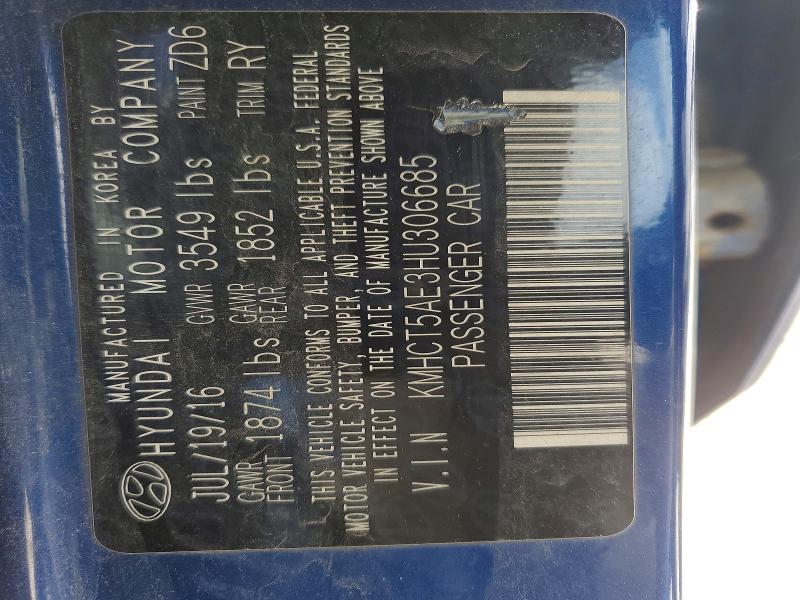 MANUFACTURED IN KOREA BY
HYUNDAI MOTOR COMPANY
JUL/19/16 GVWR 3549 lbs PAINT ZD6
GAWR FRONT 1874 lbs GAWR REAR 1852 lbs TRIM RY
THIS VEHICLE CONFORMS TO ALL APPLICABLE U.S.A. FEDERAL
MOTOR VEHICLE SAFETY, BUMPER, AND THEFT PREVENTION STANDARDS
IN EFFECT ON THE DATE OF MANUFACTURE SHOWN ABOVE
V.I.N KMHCT5AE3HU306685
PASSENGER CAR